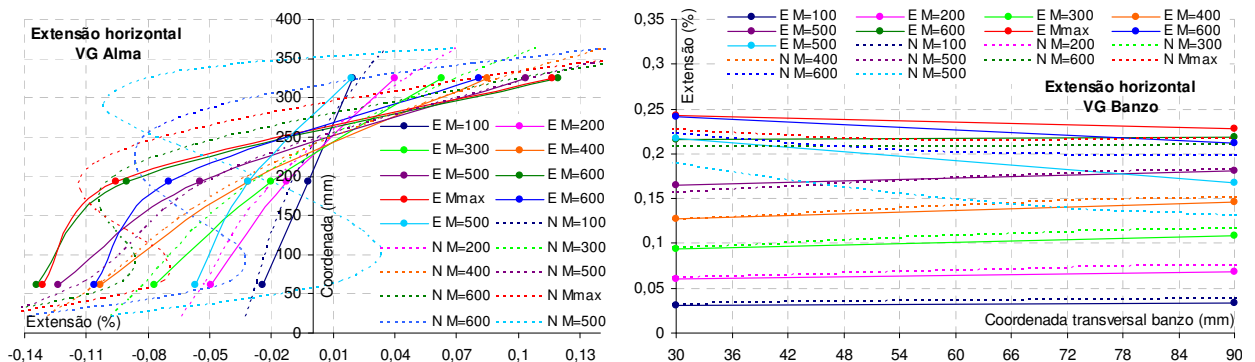 Extensão horizontal
VG Alma
400
350
300
250
200
150
100
50
0
Coordenada (mm)
Extensão (%)
-0,14 -0,11 -0,08 -0,05 -0,02 0,01 0,04 0,07 0,1 0,13
E M=100 E M=200
E M=300 E M=400
E M=500 E M=600
E Mmax E M=600
E M=500 N M=100
N M=200 N M=300
N M=400 N M=500
N M=600 N Mmax
N M=600 N M=500
E M=100 E M=200 E M=300 E M=400
E M=500 E M=600 E Mmax E M=600
E M=500 N M=100 N M=200 N M=300
N M=400 N M=500 N M=600 N Mmax
N M=600 N M=500
Extensão horizontal
VG Banzo
Extensão (%)
0,35
0,3
0,25
0,2
0,15
0,1
0,05
0
Coordenada transversal banzo (mm)
30 36 42 48 54 60 66 72 78 84 90